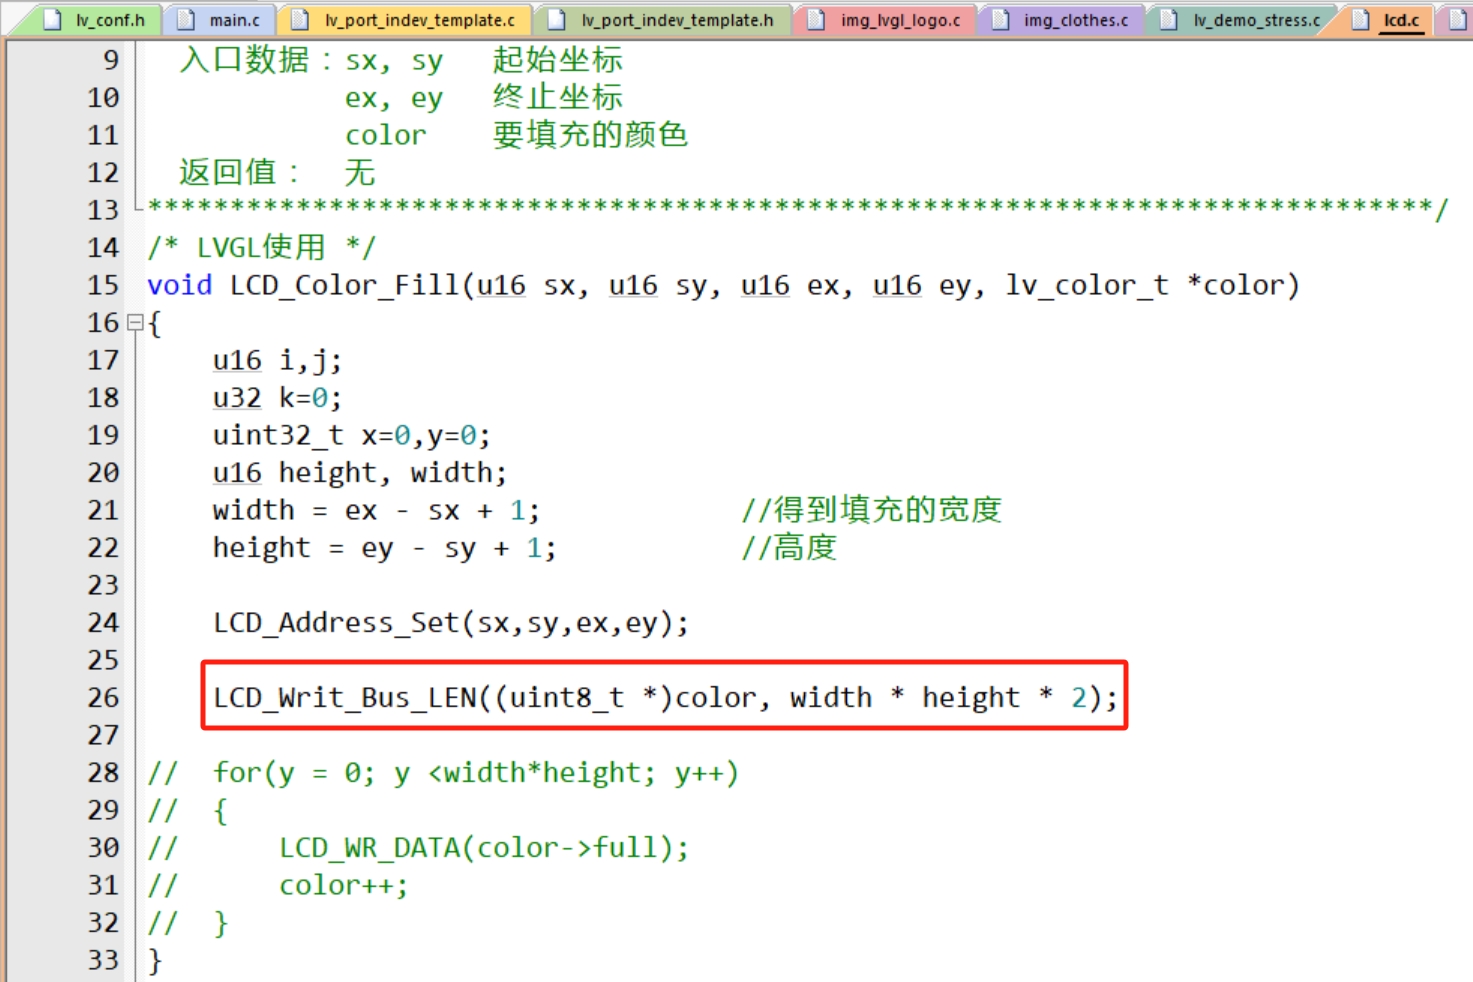 lv_conf.h main.c lv_port_indev_template.c lv_port_indev_template.h img_lvgl_logo.c img_clothes.c lv_demo_stress.c lcd.c
9 入口数据：sx, sy 起始坐标
10 ex, ey 终止坐标
11 color 要填充的颜色
12 返回值： 无
13 ******************************************************************************/
14 /* LVGL使用 */
15 void LCD_Color_Fill(u16 sx, u16 sy, u16 ex, u16 ey, lv_color_t *color)
16 {
17 u16 i,j;
18 u32 k=0;
19 uint32_t x=0,y=0;
20 u16 height, width;
21 width = ex - sx + 1; //得到填充的宽度
22 height = ey - sy + 1; //高度
23
24 LCD_Address_Set(sx,sy,ex,ey);
25
26 LCD_Writ_Bus_LEN((uint8_t *)color, width * height * 2);
27
28 // for(y = 0; y <width*height; y++)
29 // {
30 // LCD_WR_DATA(color->full);
31 // color++;
32 // }
33 }